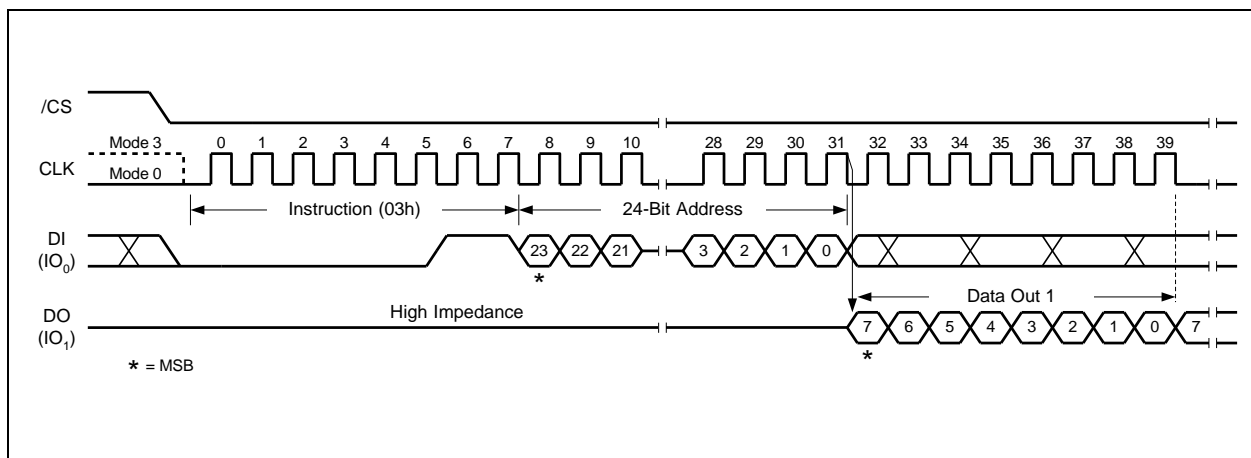 /CS
Mode 3
0 1 2 3 4 5 6 7 8 9 10 28 29 30 31 32 33 34 35 36 37 38 39
CLK
Mode 0
Instruction (03h) 24-Bit Address
DI
(IO0)
23 22 21 3 2 1 0
*
High Impedance Data Out 1
DO
(IO1)
7 6 5 4 3 2 1 0 7
*
* = MSB